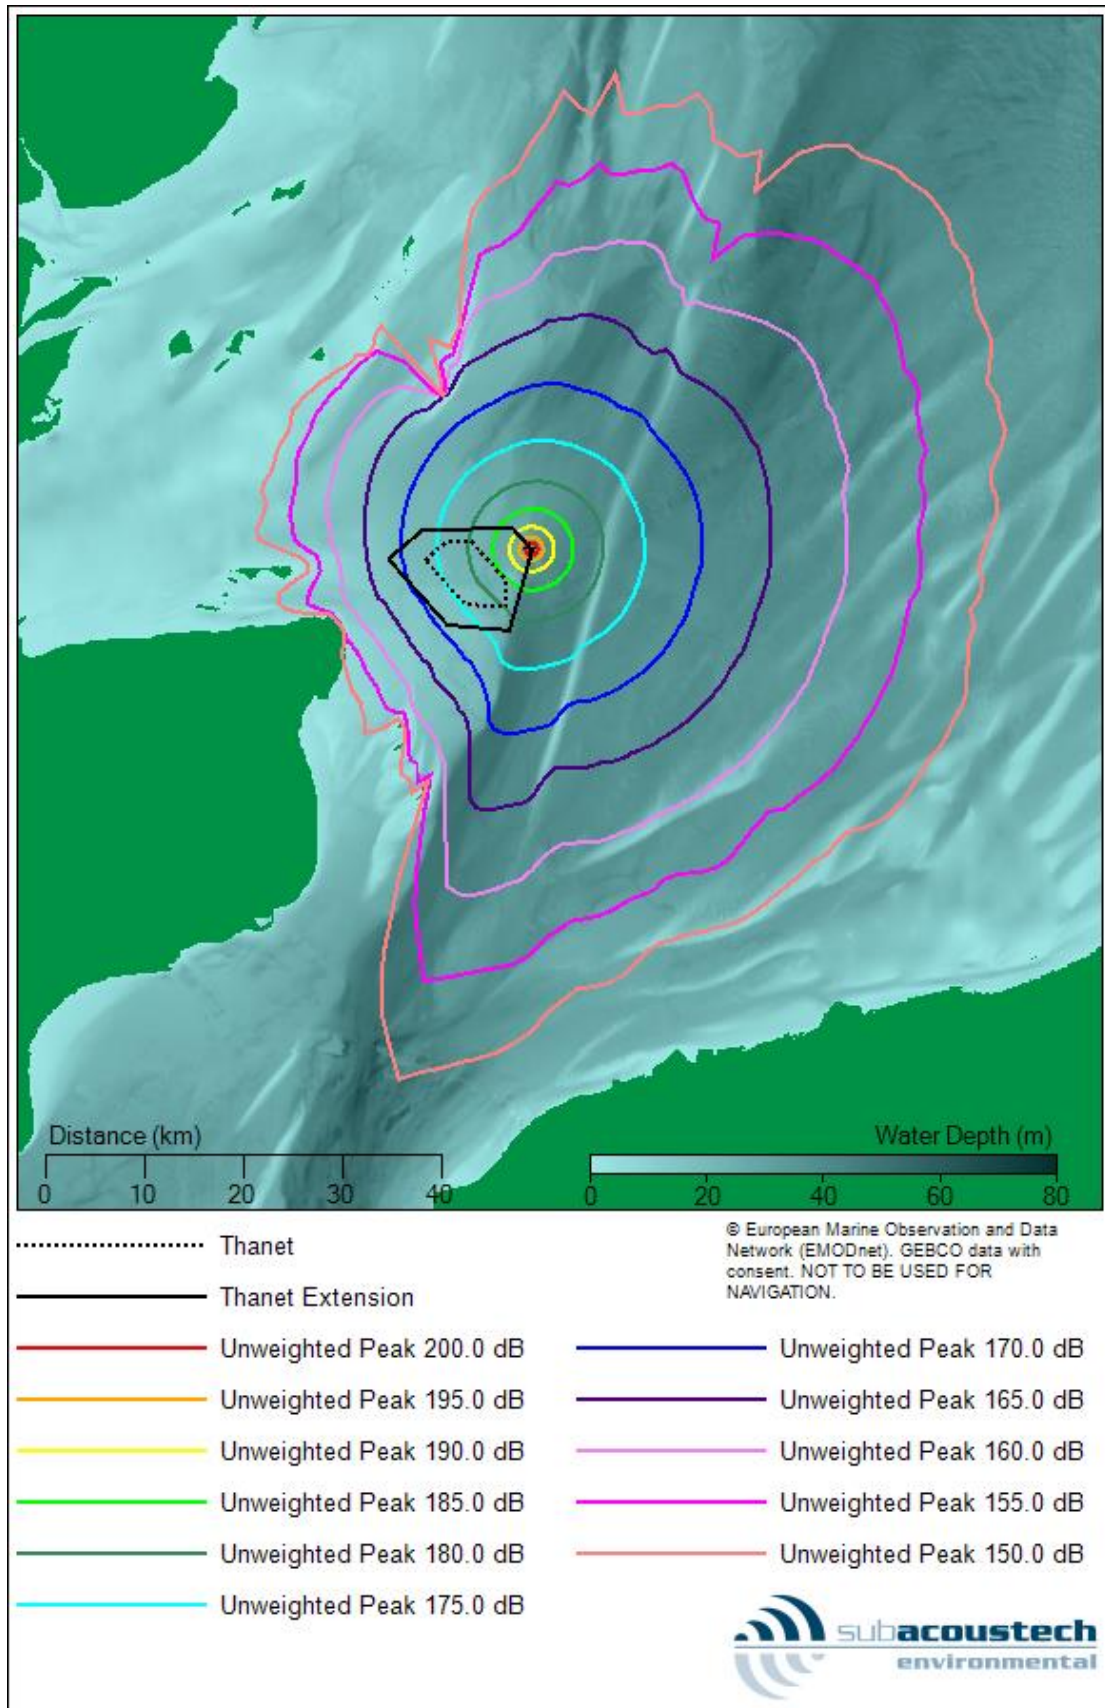 Distance (km)
0 10 20 30 40
Water Depth (m)
0 20 40 60 80
© European Marine Observation and Data
Network (EMODnet). GEBCO data with
consent. NOT TO BE USED FOR
NAVIGATION.
Thanet
Thanet Extension
Unweighted Peak 200.0 dB
Unweighted Peak 195.0 dB
Unweighted Peak 190.0 dB
Unweighted Peak 185.0 dB
Unweighted Peak 180.0 dB
Unweighted Peak 175.0 dB
Unweighted Peak 170.0 dB
Unweighted Peak 165.0 dB
Unweighted Peak 160.0 dB
Unweighted Peak 155.0 dB
Unweighted Peak 150.0 dB
subacoustech
environmental